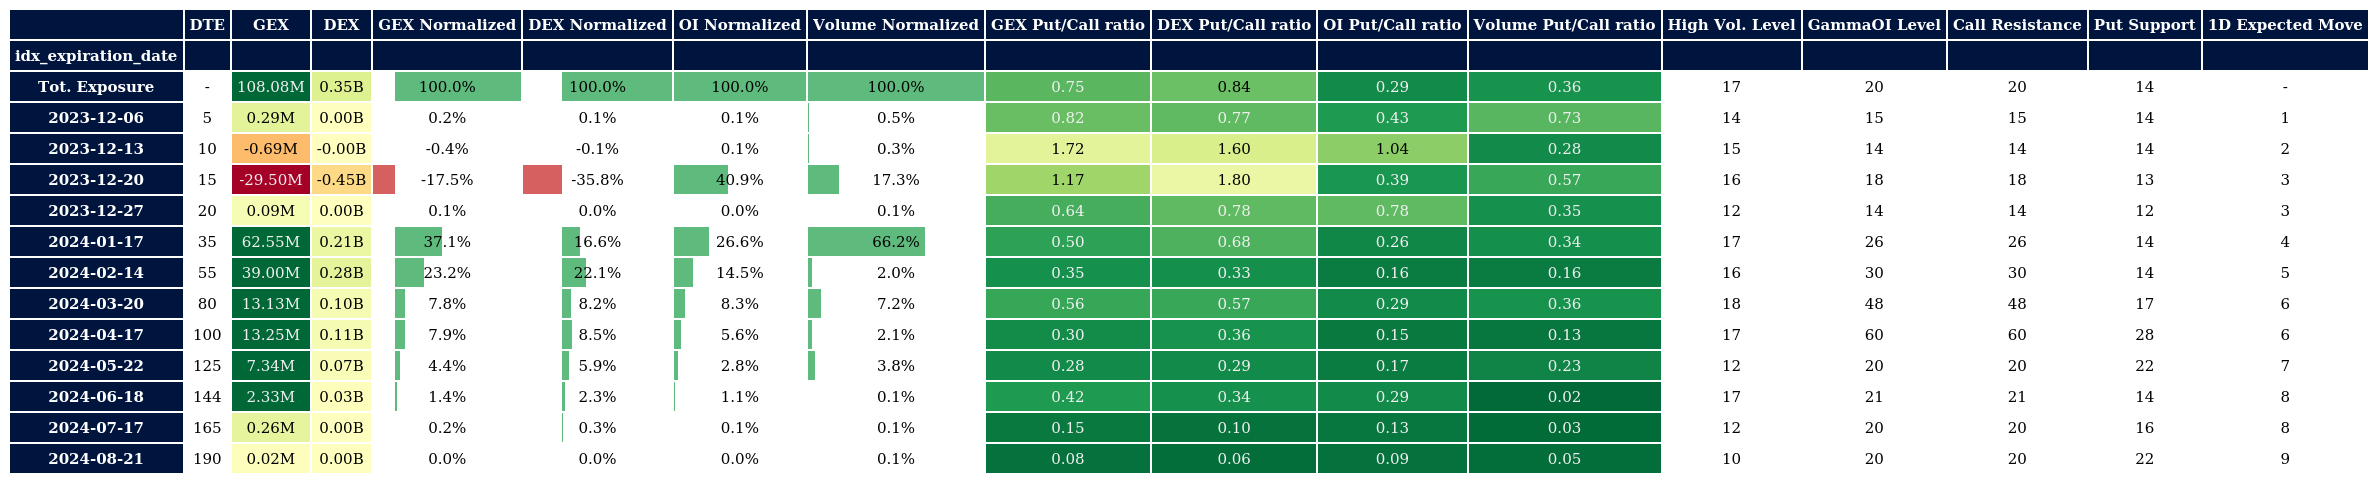 DTE GEX DEX GEX Normalized DEX Normalized OI Normalized Volume Normalized GEX Put/Call ratio DEX Put/Call ratio OI Put/Call ratio Volume Put/Call ratio High Vol. Level GammaOI Level Call Resistance Put Support 1D Expected Move
idx_expiration_date
Tot. Exposure - 108.08M 0.35B 100.0% 100.0% 100.0% 100.0% 0.75 0.84 0.29 0.36 17 20 20 14 -
2023-12-06 5 0.29M 0.00B 0.2% 0.1% 0.1% 0.5% 0.82 0.77 0.43 0.73 14 15 15 14 1
2023-12-13 10 -0.69M -0.00B -0.4% -0.1% 0.1% 0.3% 1.72 1.60 1.04 0.28 15 14 14 14 2
2023-12-20 15 -29.50M -0.45B -17.5% -35.8% 40.9% 17.3% 1.17 1.80 0.39 0.57 16 18 18 13 3
2023-12-27 20 0.09M 0.00B 0.1% 0.0% 0.0% 0.1% 0.64 0.78 0.78 0.35 12 14 14 12 3
2024-01-17 35 62.55M 0.21B 37.1% 16.6% 26.6% 66.2% 0.50 0.68 0.26 0.34 17 26 26 14 4
2024-02-14 55 39.00M 0.28B 23.2% 22.1% 14.5% 2.0% 0.35 0.33 0.16 0.16 16 30 30 14 5
2024-03-20 80 13.13M 0.10B 7.8% 8.2% 8.3% 7.2% 0.56 0.57 0.29 0.36 18 48 48 17 6
2024-04-17 100 13.25M 0.11B 7.9% 8.5% 5.6% 2.1% 0.30 0.36 0.15 0.13 17 60 60 28 6
2024-05-22 125 7.34M 0.07B 4.4% 5.9% 2.8% 3.8% 0.28 0.29 0.17 0.23 12 20 20 22 7
2024-06-18 144 2.33M 0.03B 1.4% 2.3% 1.1% 0.1% 0.42 0.34 0.29 0.02 17 21 21 14 8
2024-07-17 165 0.26M 0.00B 0.2% 0.3% 0.1% 0.1% 0.15 0.10 0.13 0.03 12 20 20 16 8
2024-08-21 190 0.02M 0.00B 0.0% 0.0% 0.0% 0.1% 0.08 0.06 0.09 0.05 10 20 20 22 9